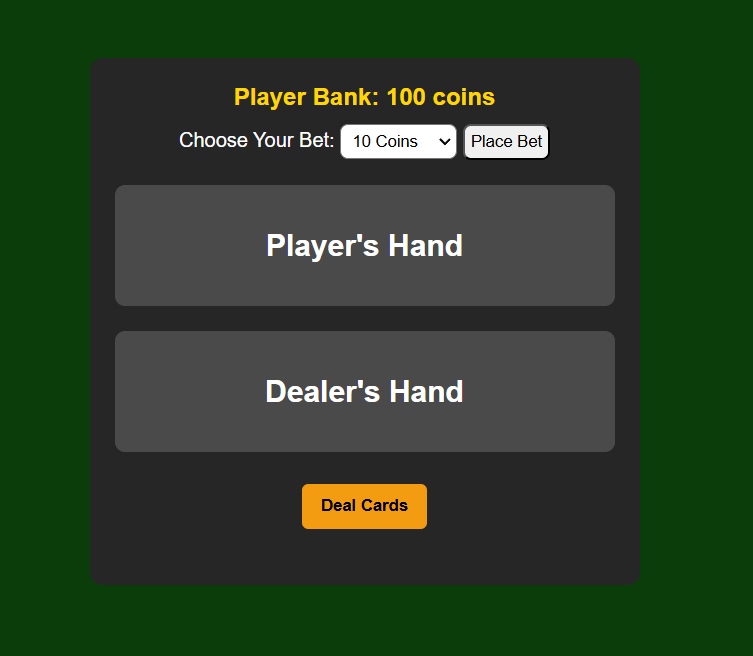 Player Bank: 100 coins
Choose Your Bet: 10 Coins Place Bet
Player's Hand
Dealer's Hand
Deal Cards